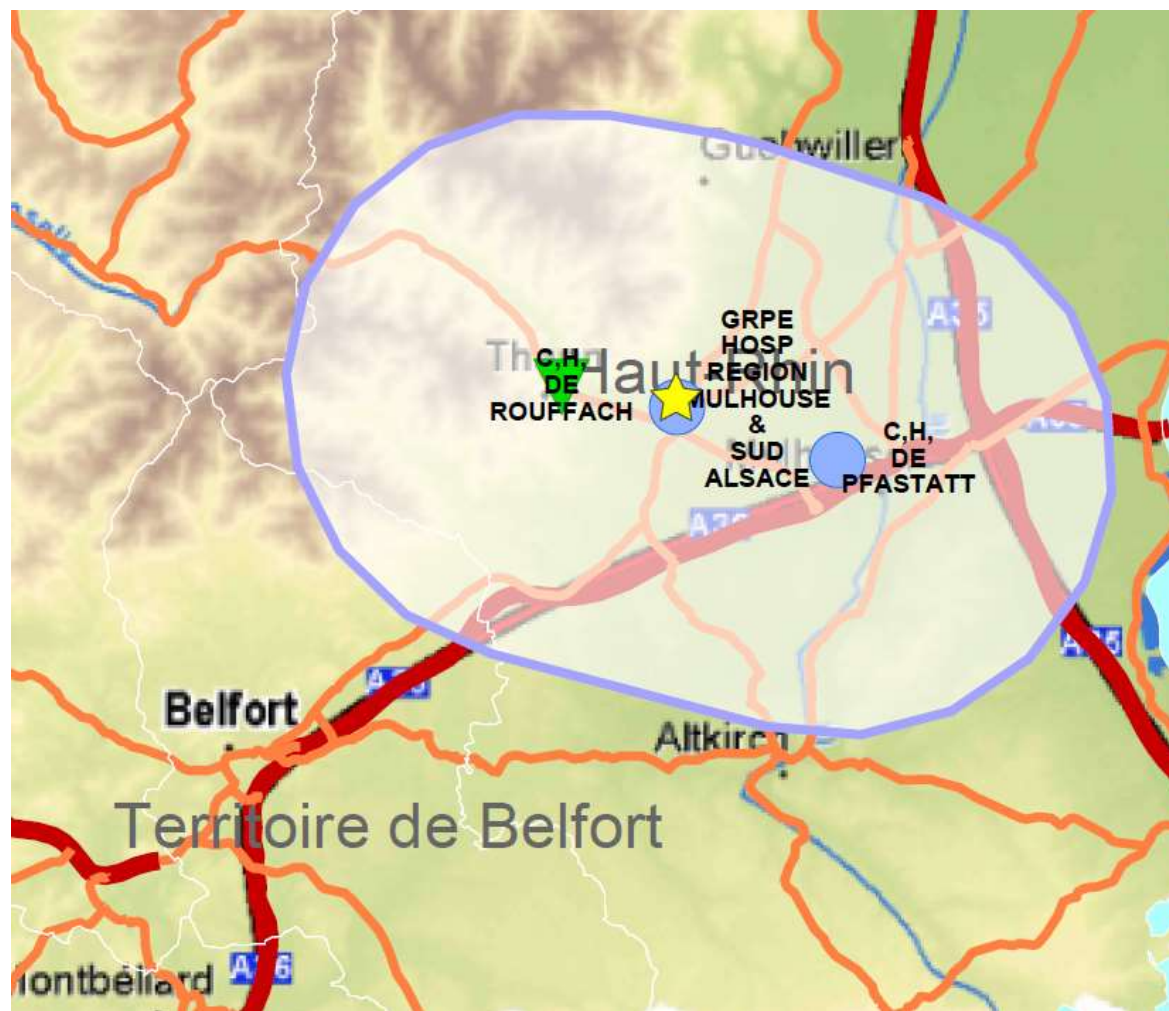 Guebwiller
A35
GRPE
HOSP
REGION
MULHOUSE
&
SUD
ALSACE
Haut-Rhin
C,H,
DE
ROUFFACH
C,H,
DE
PFASTATT
A36
A35
Belfort
Altkirch
Territoire de Belfort
Montbéliard
A36